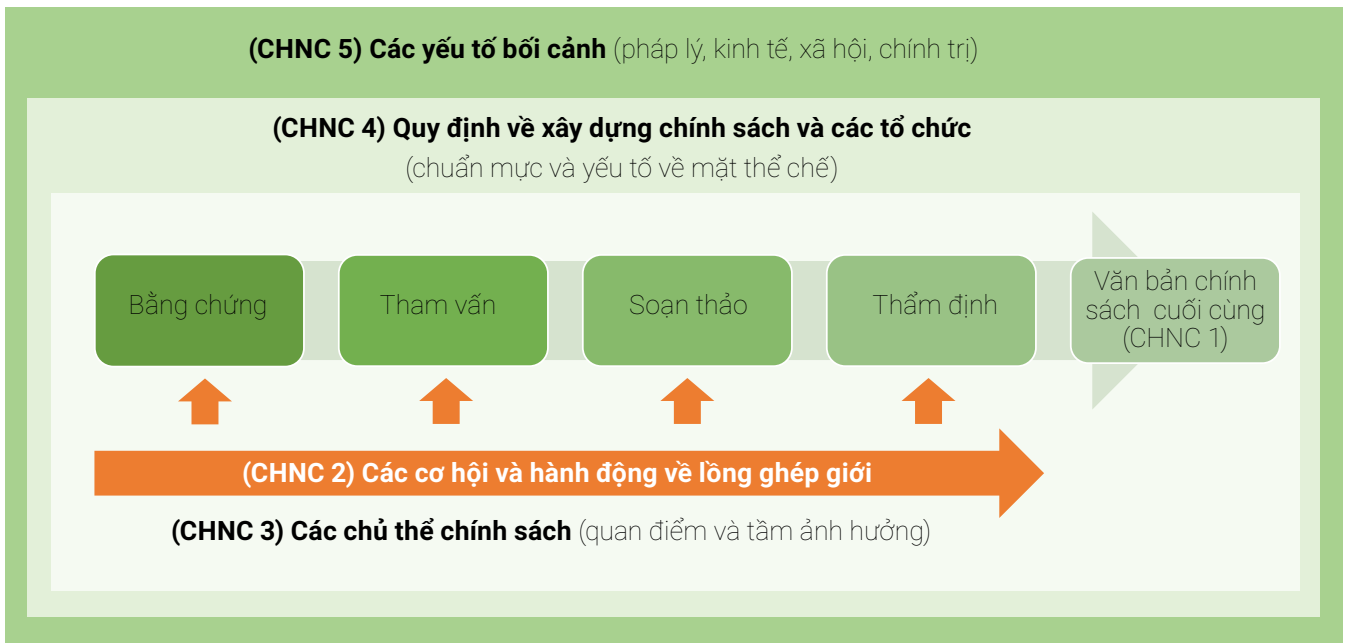 (CHNC 5) Các yếu tố bối cảnh (pháp lý, kinh tế, xã hội, chính trị)
(CHNC 4) Quy định về xây dựng chính sách và các tổ chức
(chuẩn mực và yếu tố về mặt thể chế)
Bằng chứng
Tham vấn
Soạn thảo
Thẩm định
Văn bản chính
sách cuối cùng
(CHNC 1)
(CHNC 2) Các cơ hội và hành động về lồng ghép giới
(CHNC 3) Các chủ thể chính sách (quan điểm và tầm ảnh hưởng)